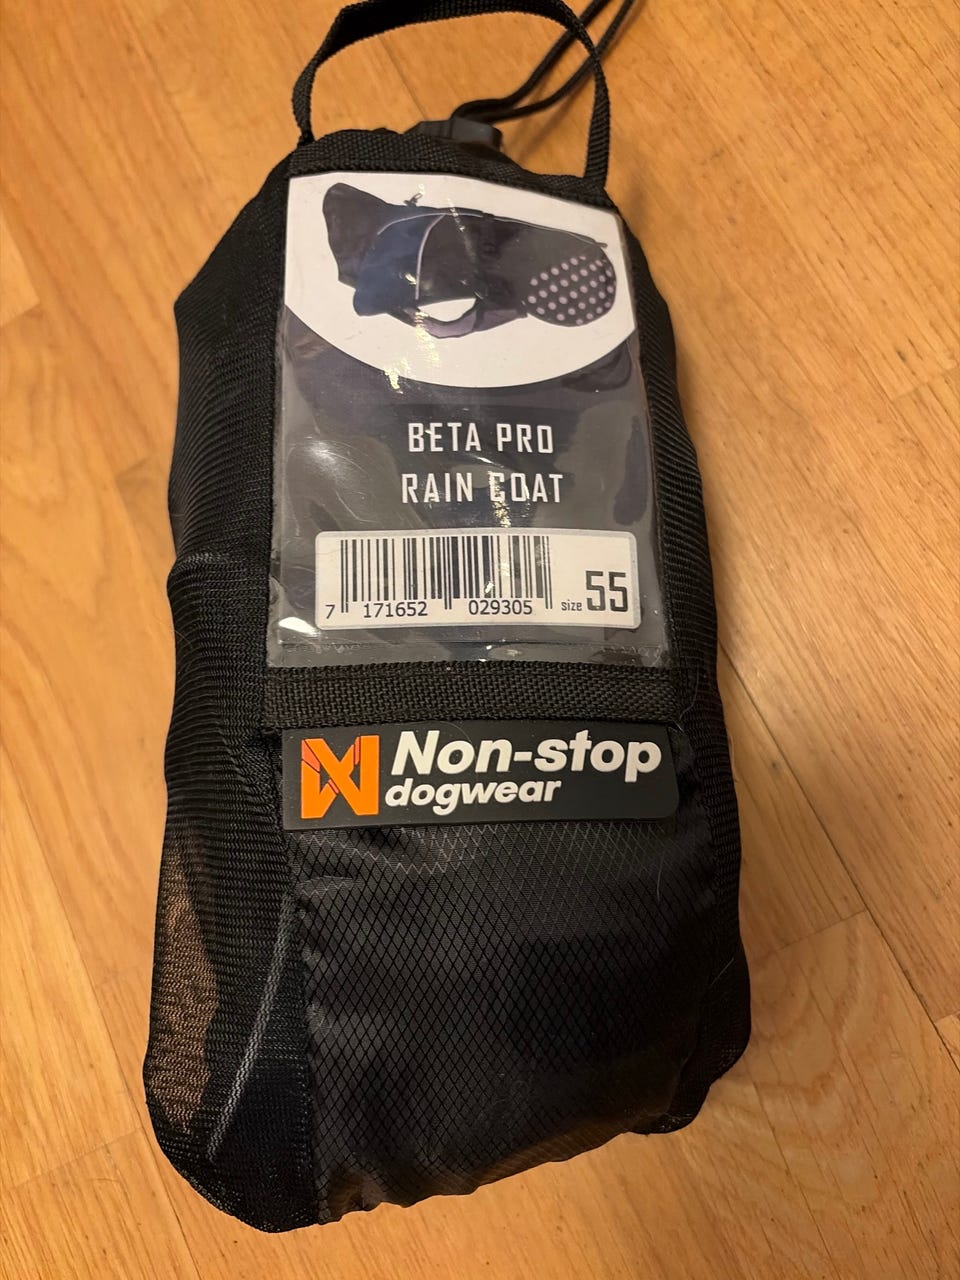 BETA PRO
RAIN COAT
7 171652 029305 size 55
Non-stop
dogwear